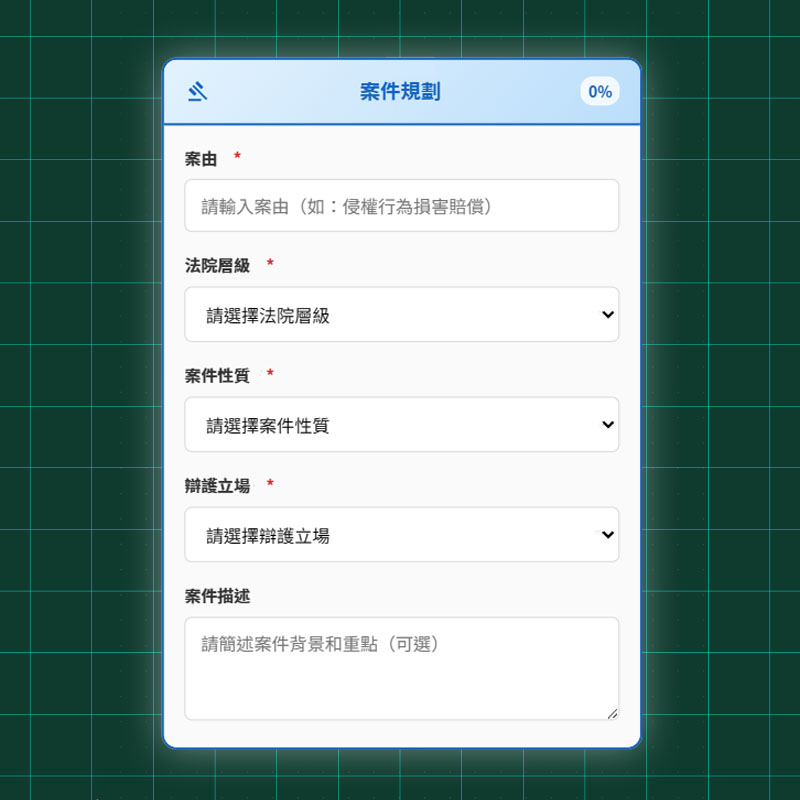 案件規劃
0%
案由 *
請輸入案由（如：侵權行為損害賠償）
法院層級 *
請選擇法院層級
案件性質 *
請選擇案件性質
辯護立場 *
請選擇辯護立場
案件描述
請簡述案件背景和重點（可選）